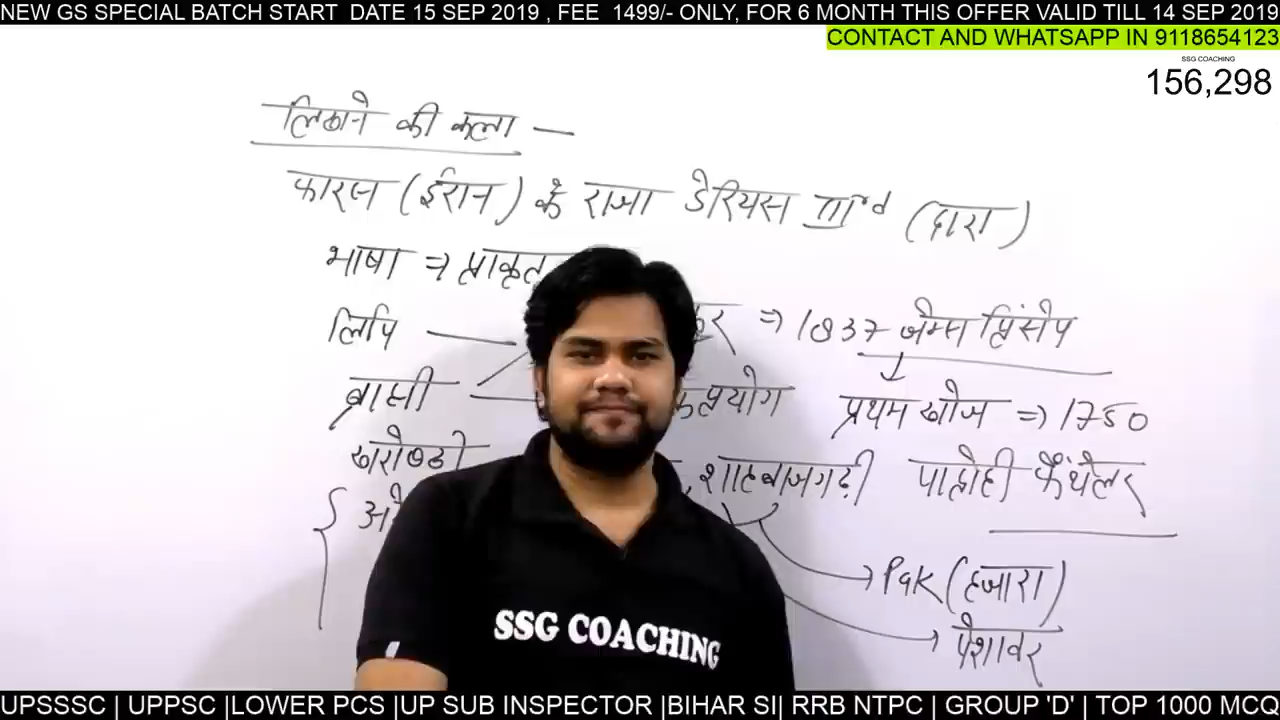 NEW GS SPECIAL BATCH START DATE 15 SEP 2019 , FEE 1499/- ONLY, FOR 6 MONTH THIS OFFER VALID TILL 14 SEP 2019
CONTACT AND WHATSAPP IN 9118654123
SSG COACHING
156,298
लिखने की कला —
फारस (ईरान) के राजा डेरियस IIIrd (दारा)
भाषा ⇒ प्राकृत
लिपि — ⇒ 1837 जेम्स प्रिंसेप
ब्राह्मी प्रयोग प्रथम खोज ⇒ 1750
खरोष्ठी , शाहबाजगढ़ी पाद्रेटी कैंथेलर
{
→ Pak (हजारा)
→ पेशावर
SSG COACHING
UPSSSC | UPPSC |LOWER PCS |UP SUB INSPECTOR |BIHAR SI| RRB NTPC | GROUP 'D' | TOP 1000 MCQ